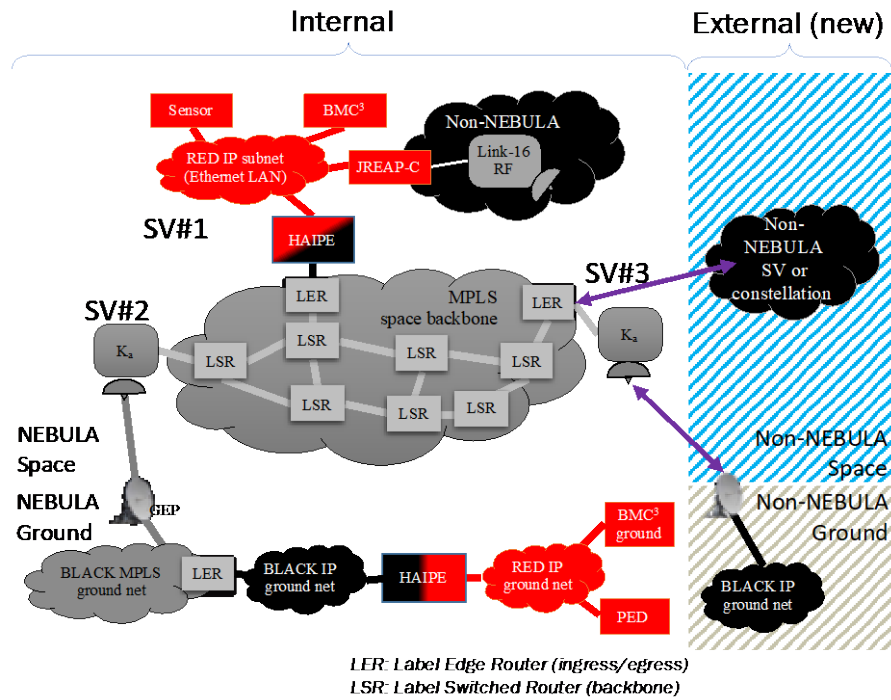 Internal
External (new)
Sensor
BMC³
Non-NEBULA
RED IP subnet
(Ethernet LAN)
JREAP-C
Link-16
RF
SV#1
HAIPE
Non-
NEBULA
SV or
constellation
SV#3
LER
MPLS
space backbone
LER
SV#2
Kₐ
LSR
LSR
LSR
LSR
Kₐ
LSR
LSR
LSR
NEBULA
Space
Non-NEBULA
Space
NEBULA
Ground
GEP
Non-NEBULA
Ground
BMC³
ground
BLACK MPLS
ground net
LER
BLACK IP
ground net
HAIPE
RED IP
ground net
BLACK IP
ground net
PED
LER: Label Edge Router (ingress/egress)
LSR: Label Switched Router (backbone)